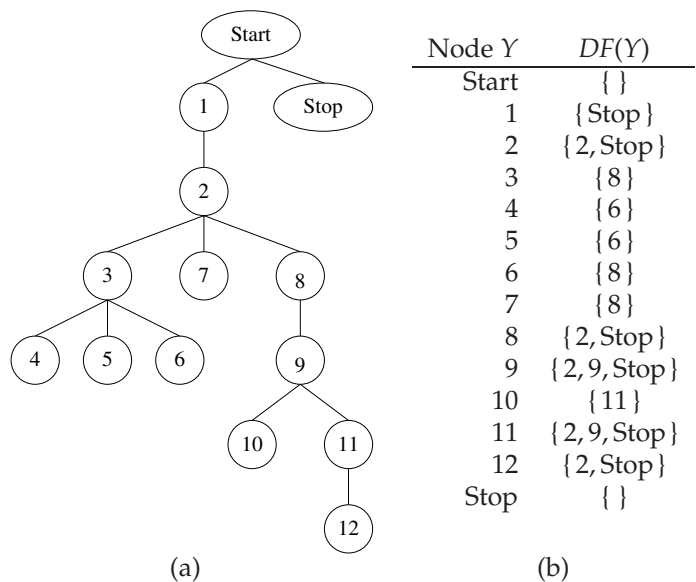 Start
1 Stop
2
3 7 8
4 5 6 9
10 11
12
(a)
Node Y DF(Y)
Start { }
1 {Stop}
2 {2,Stop}
3 {8}
4 {6}
5 {6}
6 {8}
7 {8}
8 {2,Stop}
9 {2,9,Stop}
10 {11}
11 {2,9,Stop}
12 {2,Stop}
Stop { }
(b)